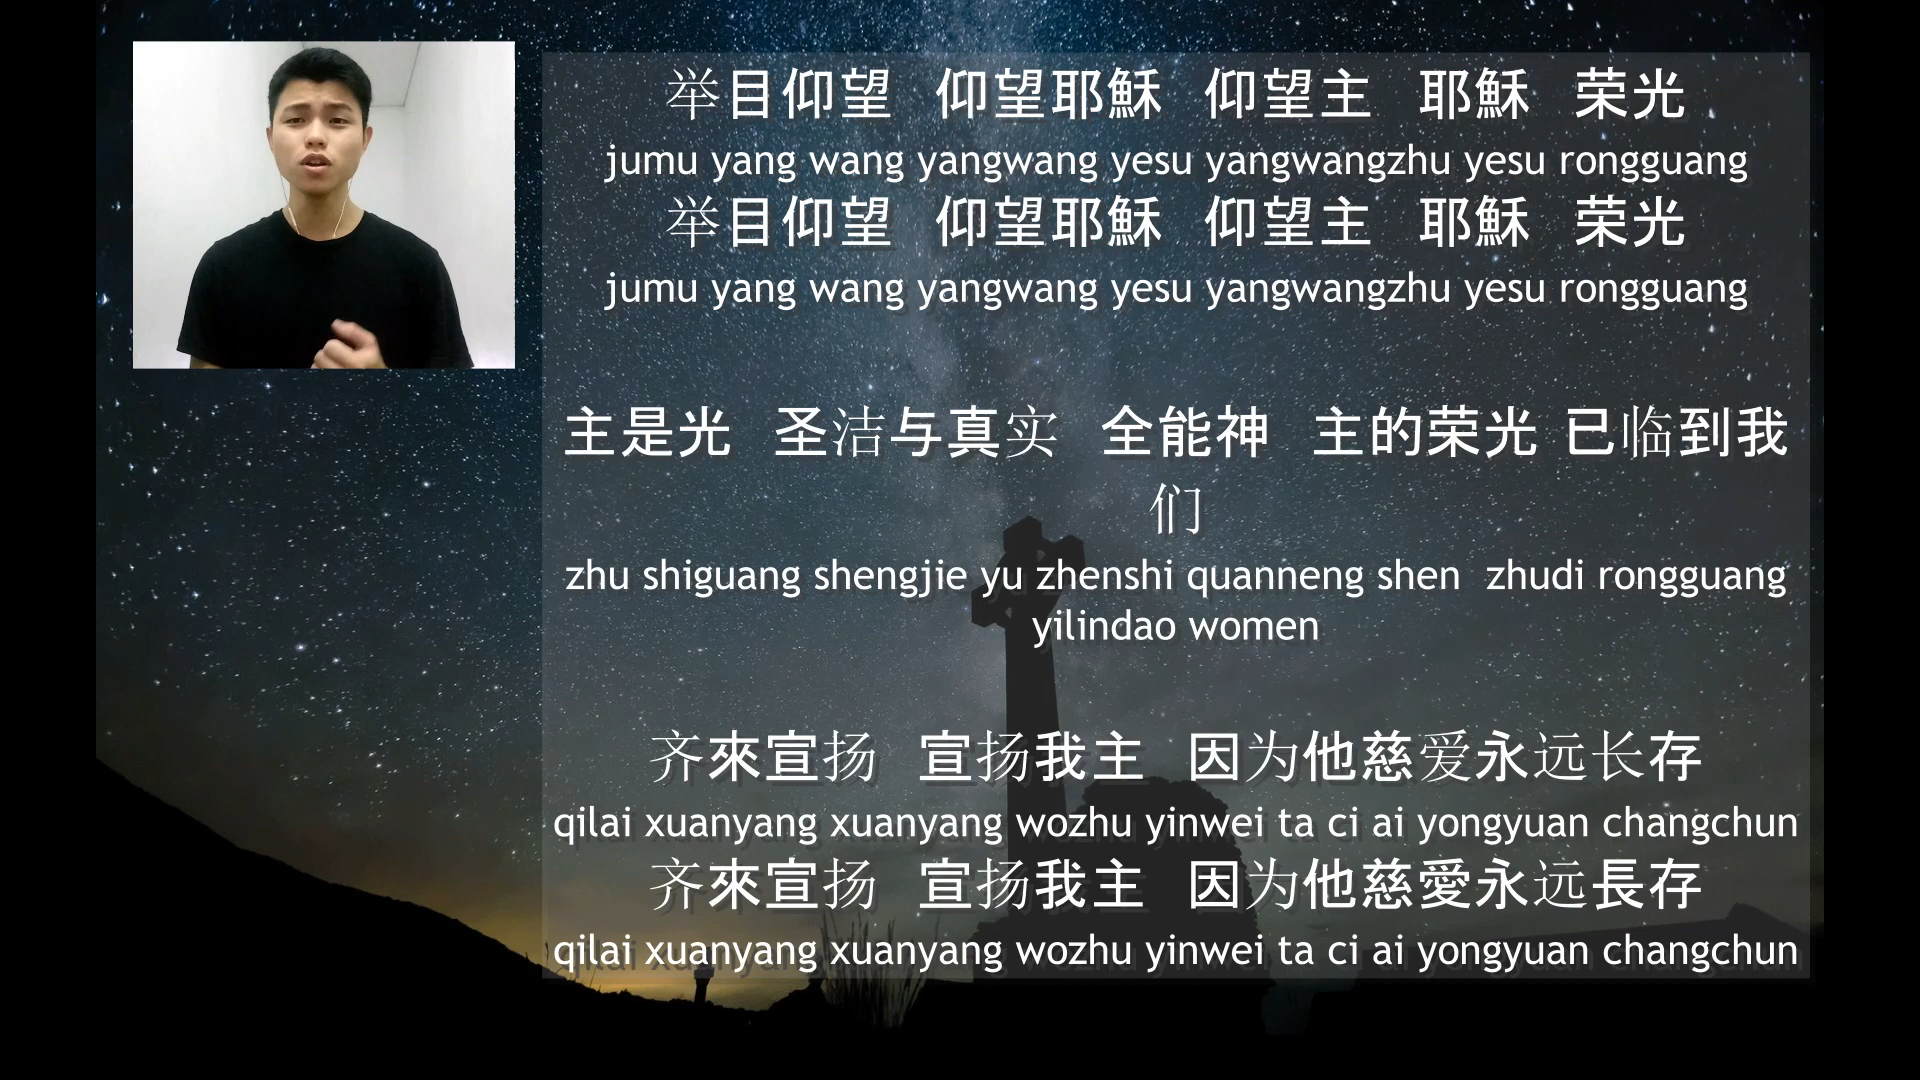 举目仰望 仰望耶穌 仰望主 耶穌 荣光
jumu yang wang yangwang yesu yangwangzhu yesu rongguang
举目仰望 仰望耶穌 仰望主 耶穌 荣光
jumu yang wang yangwang yesu yangwangzhu yesu rongguang
主是光 圣洁与真实 全能神 主的荣光 已临到我
们
zhu shiguang shengjie yu zhenshi quanneng shen zhudi rongguang
yilindao women
齐來宣扬 宣扬我主 因为他慈爱永远长存
qilai xuanyang xuanyang wozhu yinwei ta ci ai yongyuan changchun
齐來宣扬 宣扬我主 因为他慈愛永远長存
qilai xuanyang xuanyang wozhu yinwei ta ci ai yongyuan changchun